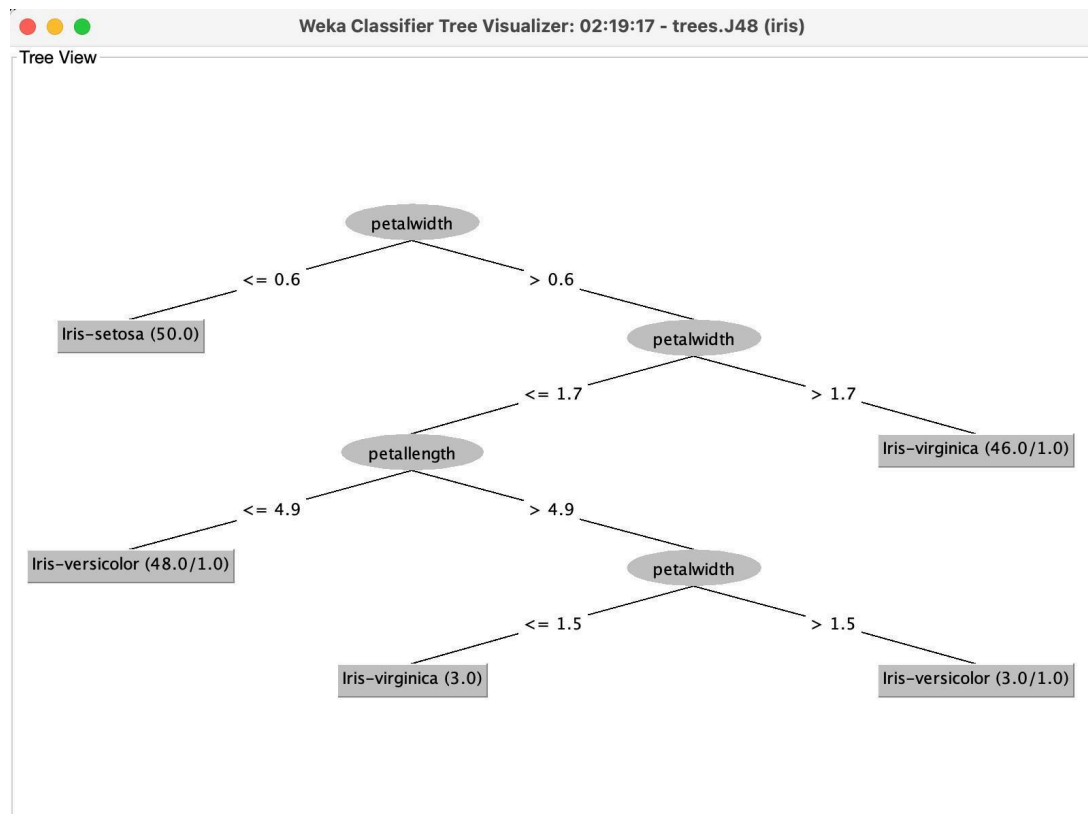 Weka Classifier Tree Visualizer: 02:19:17 - trees.J48 (iris)
Tree View
petalwidth
<= 0.6
> 0.6
Iris-setosa (50.0)
petalwidth
<= 1.7
> 1.7
petallength
Iris-virginica (46.0/1.0)
<= 4.9
> 4.9
Iris-versicolor (48.0/1.0)
petalwidth
<= 1.5
> 1.5
Iris-virginica (3.0)
Iris-versicolor (3.0/1.0)